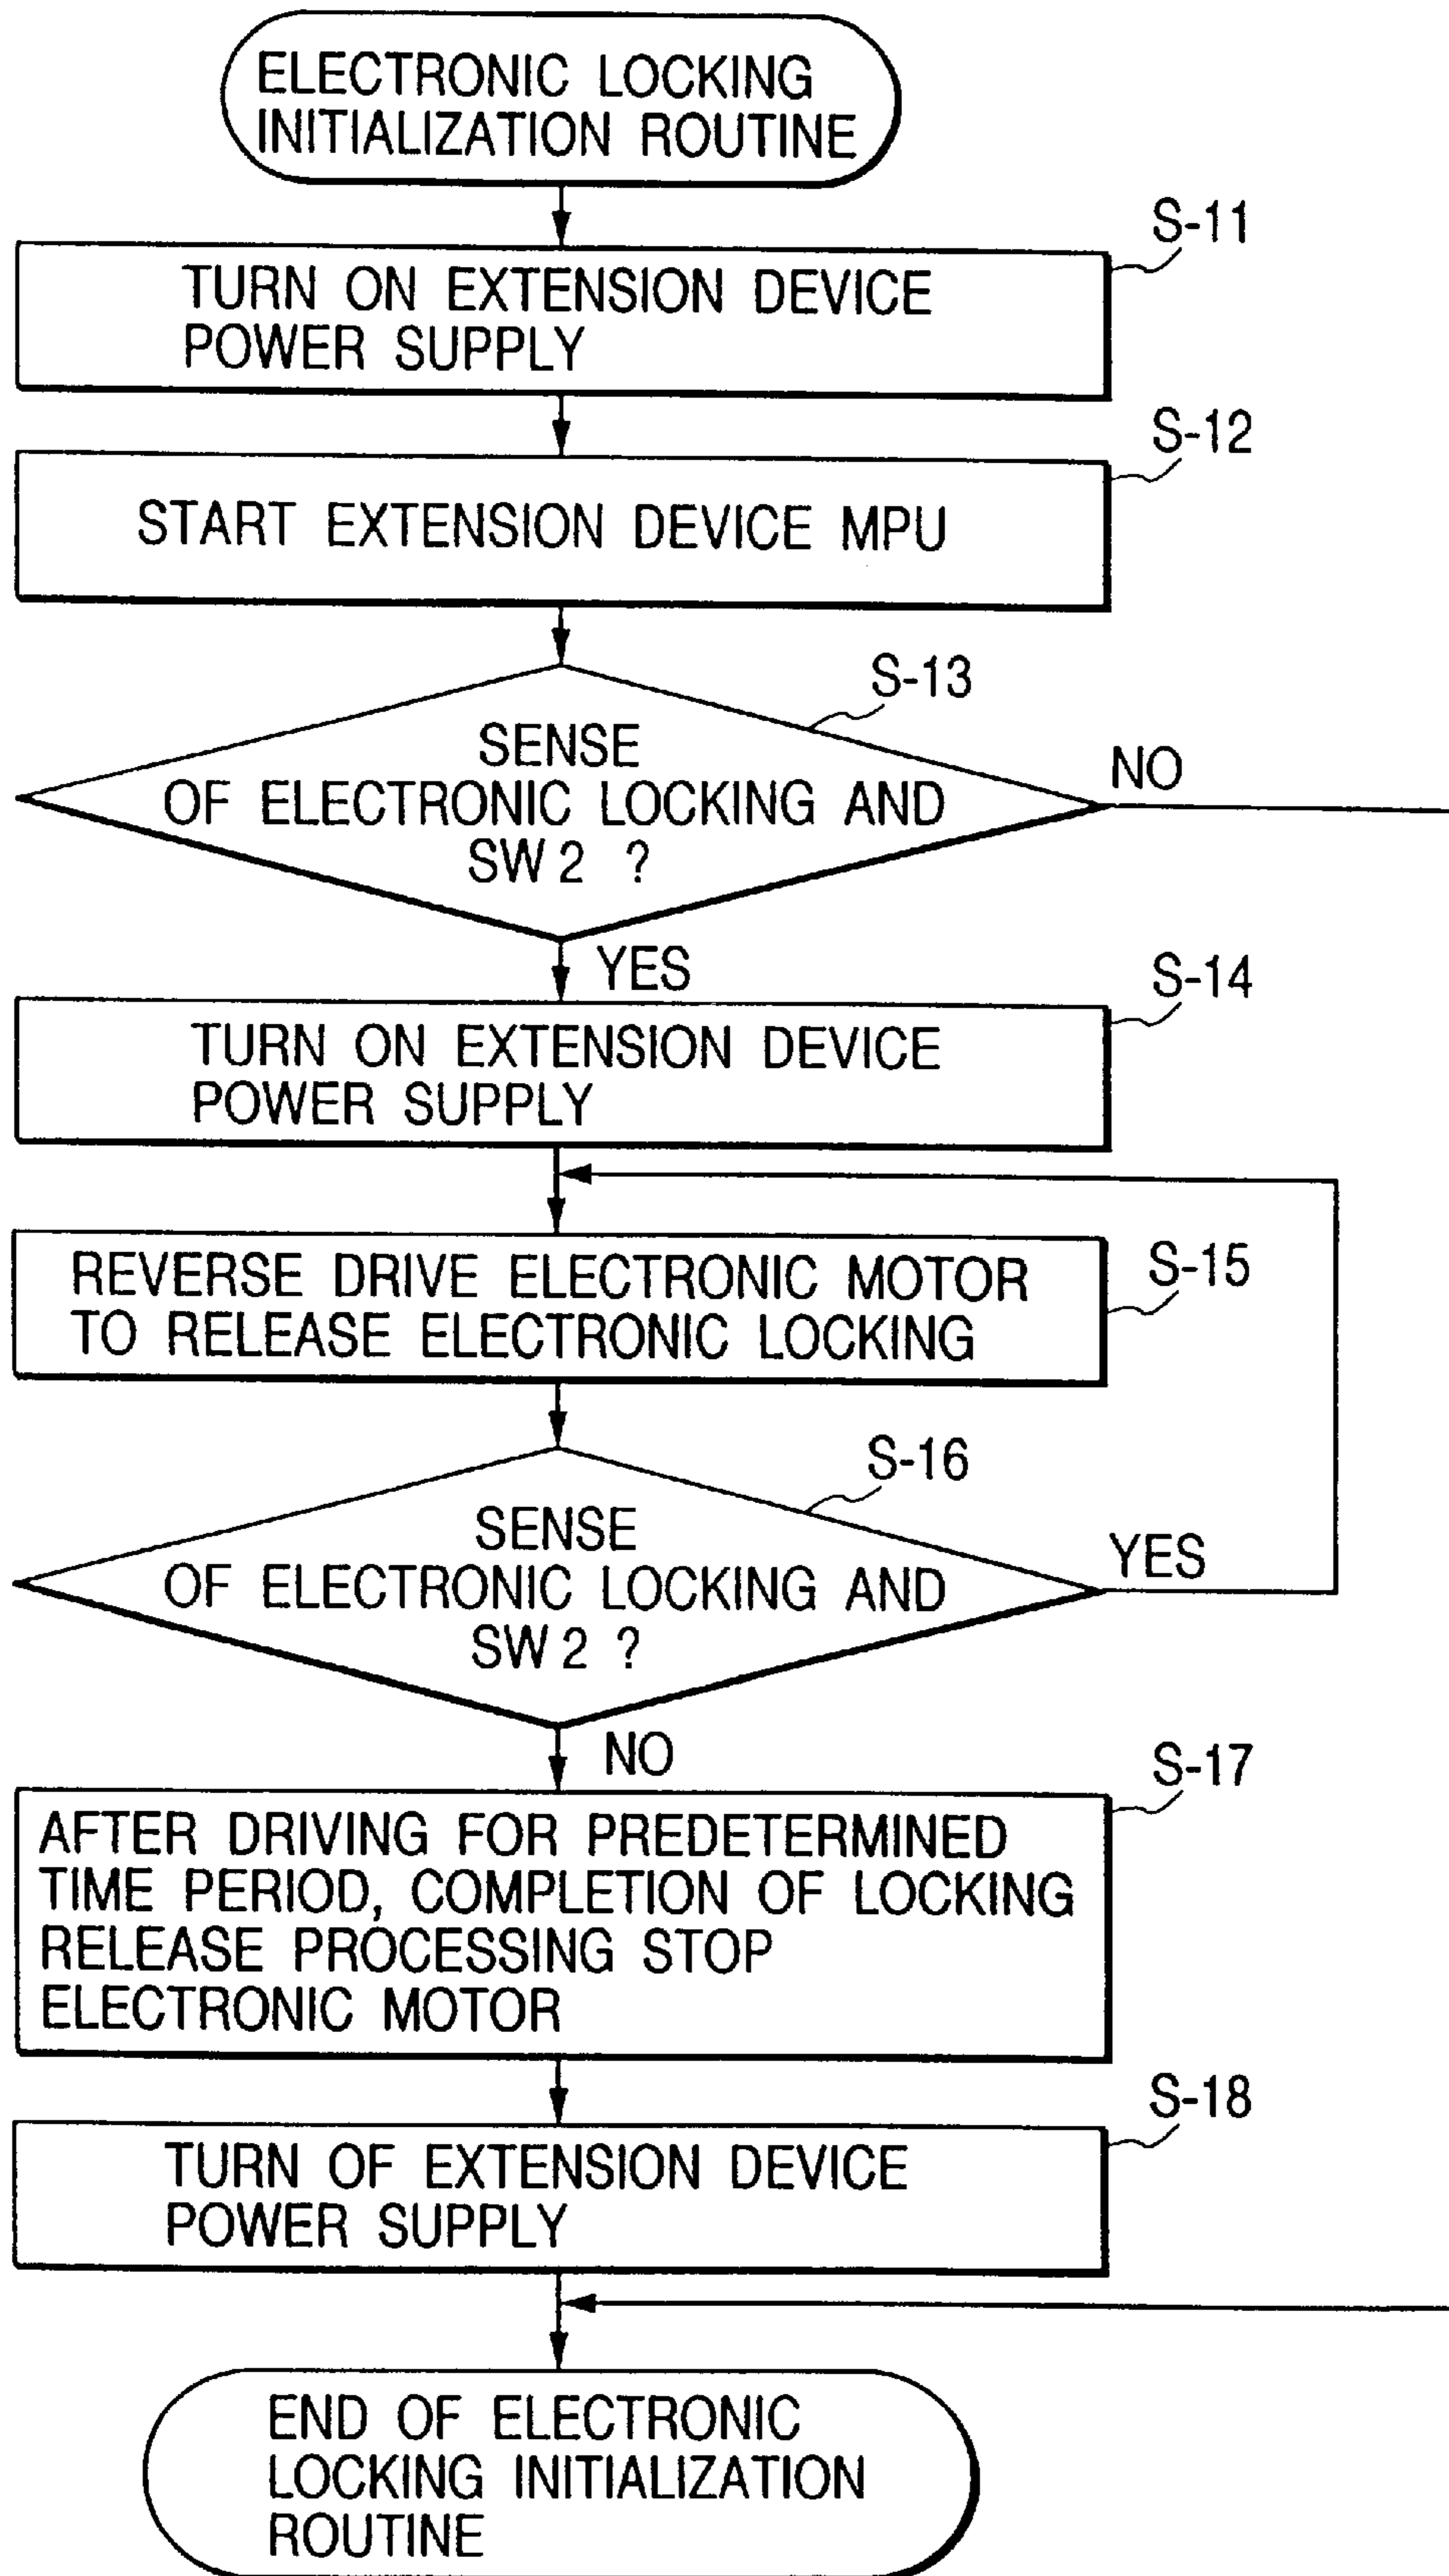 ELECTRONIC LOCKING
INITIALIZATION ROUTINE
S-11
TURN ON EXTENSION DEVICE
POWER SUPPLY
S-12
START EXTENSION DEVICE MPU
S-13
SENSE
OF ELECTRONIC LOCKING AND
SW2 ?
NO
YES
S-14
TURN ON EXTENSION DEVICE
POWER SUPPLY
S-15
REVERSE DRIVE ELECTRONIC MOTOR
TO RELEASE ELECTRONIC LOCKING
S-16
SENSE
OF ELECTRONIC LOCKING AND
SW2 ?
YES
NO
S-17
AFTER DRIVING FOR PREDETERMINED
TIME PERIOD, COMPLETION OF LOCKING
RELEASE PROCESSING STOP
ELECTRONIC MOTOR
S-18
TURN OF EXTENSION DEVICE
POWER SUPPLY
END OF ELECTRONIC
LOCKING INITIALIZATION
ROUTINE